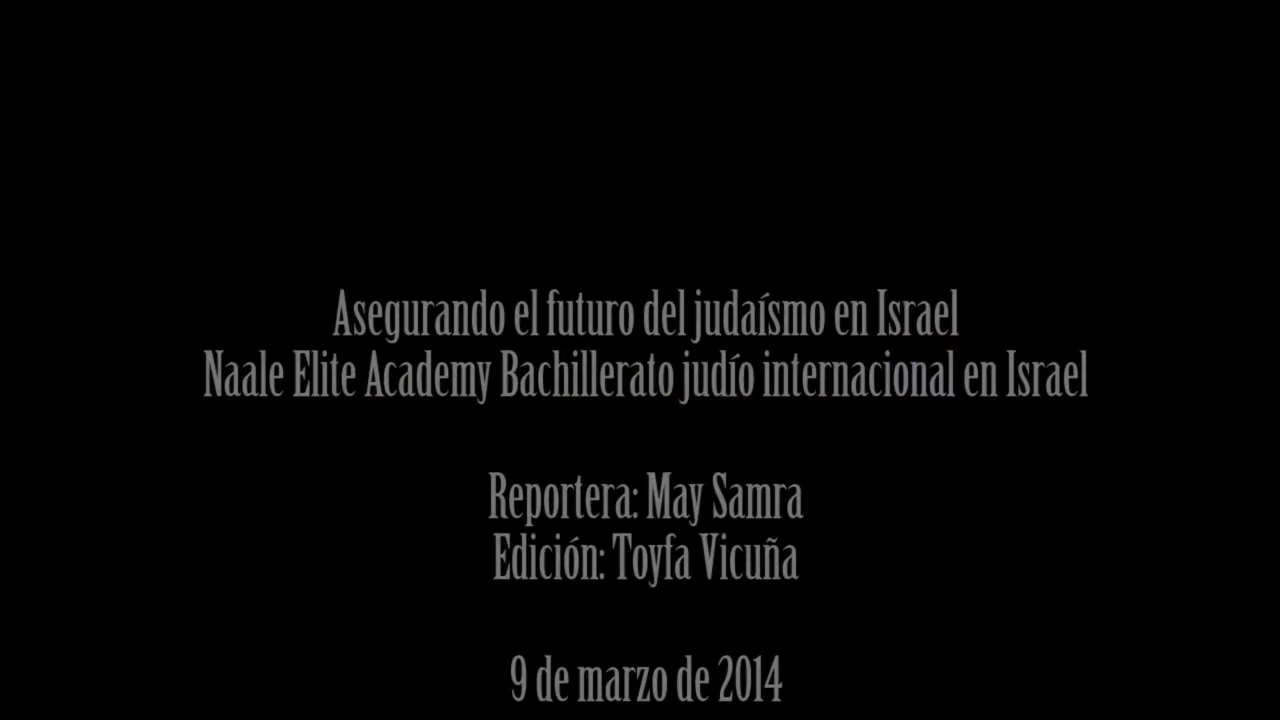 Asegurando el futuro del judaísmo en Israel
Naale Elite Academy Bachillerato judío internacional en Israel
Reportera: May Samra
Edición: Toyfa Vicuña
9 de marzo de 2014